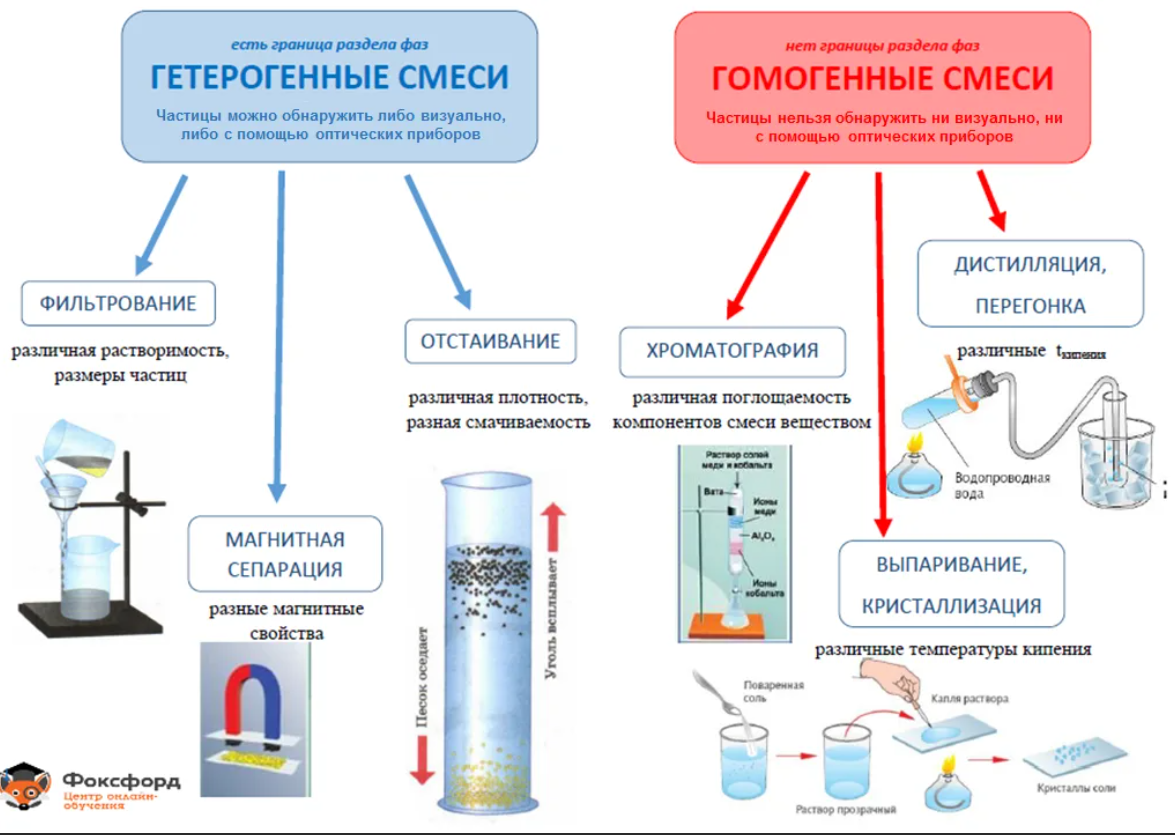 есть граница раздела фаз
ГЕТЕРОГЕННЫЕ СМЕСИ
Частицы можно обнаружить либо визуально,
либо с помощью оптических приборов
нет границы раздела фаз
ГОМОГЕННЫЕ СМЕСИ
Частицы нельзя обнаружить ни визуально, ни
с помощью оптических приборов
ФИЛЬТРОВАНИЕ
различная растворимость,
размеры частиц
МАГНИТНАЯ
СЕПАРАЦИЯ
разные магнитные
свойства
ОТСТАИВАНИЕ
различная плотность,
разная смачиваемость
Песок оседает
Уголь всплывает
ХРОМАТОГРАФИЯ
различная поглощаемость
компонентов смеси веществом
Раствор солей
меди и кобальта
Вата
Ионы
меди
Al₂O₃
Ионы
кобальта
ДИСТИЛЛЯЦИЯ,
ПЕРЕГОНКА
различные tкипения
Водопроводная
вода
ВЫПАРИВАНИЕ,
КРИСТАЛЛИЗАЦИЯ
различные температуры кипения
Поваренная
соль
Капля раствора
Раствор прозрачный
Кристаллы соли
Фоксфорд
Центр онлайн-
обучения